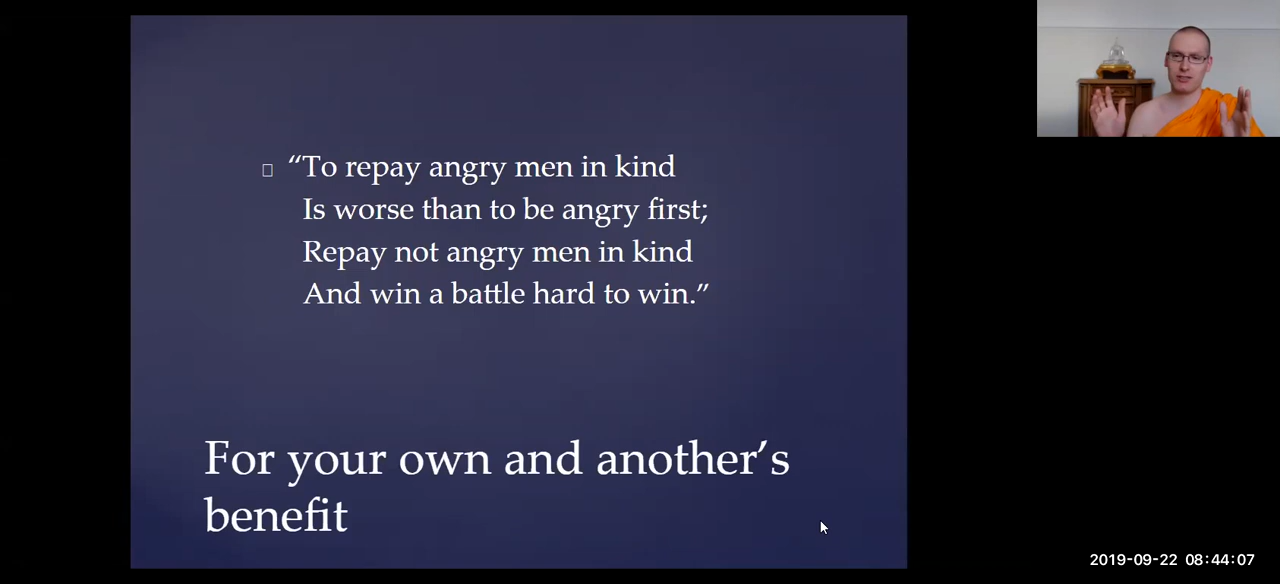 “To repay angry men in kind
Is worse than to be angry first;
Repay not angry men in kind
And win a battle hard to win.”
For your own and another’s
benefit
2019-09-22 08:44:07